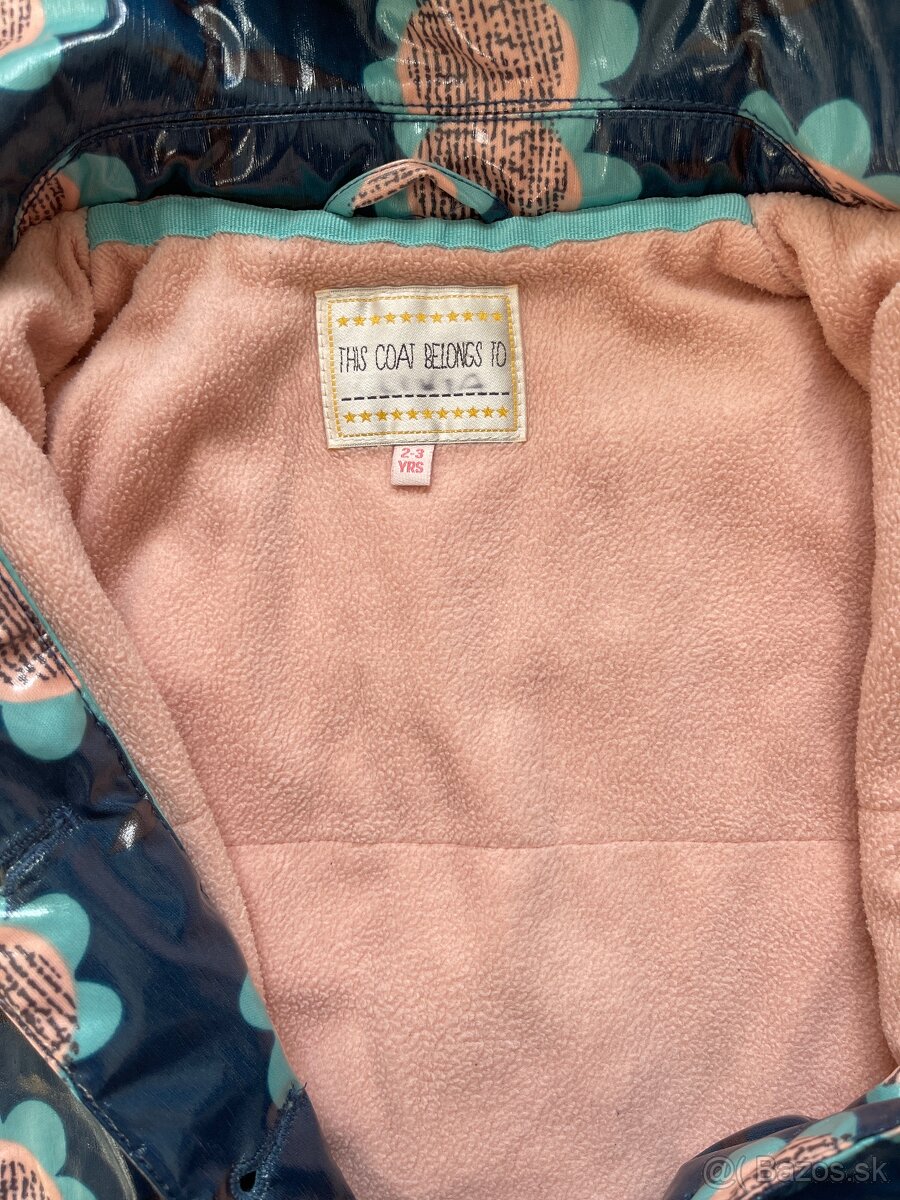 THIS COAT BELONGS TO
2-3
YRS
Bazos.sk